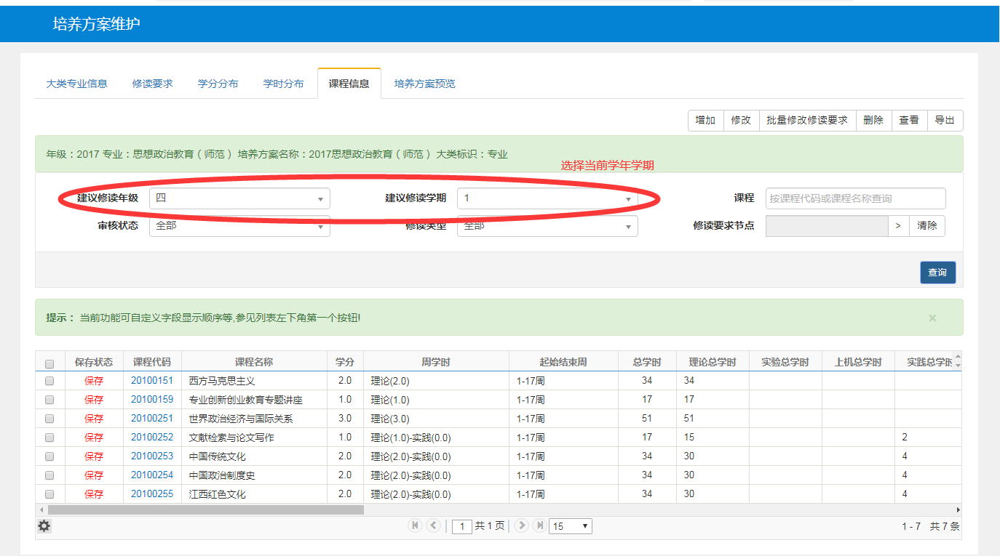 培养方案维护
大类专业信息 修读要求 学分分布 学时分布 课程信息 培养方案预览
增加 修改 批量修改修读要求 删除 查看 导出
年级：2017 专业：思想政治教育（师范） 培养方案名称：2017思想政治教育（师范） 大类标识：专业
选择当前学年学期
建议修读年级 四 建议修读学期 1 课程 按课程代码或课程名称查询
审核状态 全部 修读类型 全部 修读要求节点 > 清除
查询
提示： 当前功能可自定义字段显示顺序等,参见列表左下角第一个按钮! ×
保存状态 课程代码 课程名称 学分 周学时 起始结束周 总学时 理论总学时 实验总学时 上机总学时 实践总学时
保存 20100151 西方马克思主义 2.0 理论(2.0) 1-17周 34 34
保存 20100159 专业创新创业教育专题讲座 1.0 理论(1.0) 1-17周 17 17
保存 20100251 世界政治经济与国际关系 3.0 理论(3.0) 1-17周 51 51
保存 20100252 文献检索与论文写作 1.0 理论(1.0)-实践(0.0) 1-17周 17 15 2
保存 20100253 中国传统文化 2.0 理论(2.0)-实践(0.0) 1-17周 34 30 4
保存 20100254 中国政治制度史 2.0 理论(2.0)-实践(0.0) 1-17周 34 30 4
保存 20100255 江西红色文化 2.0 理论(2.0)-实践(0.0) 1-17周 34 30 4
1 共 1 页 15 1 - 7 共 7 条